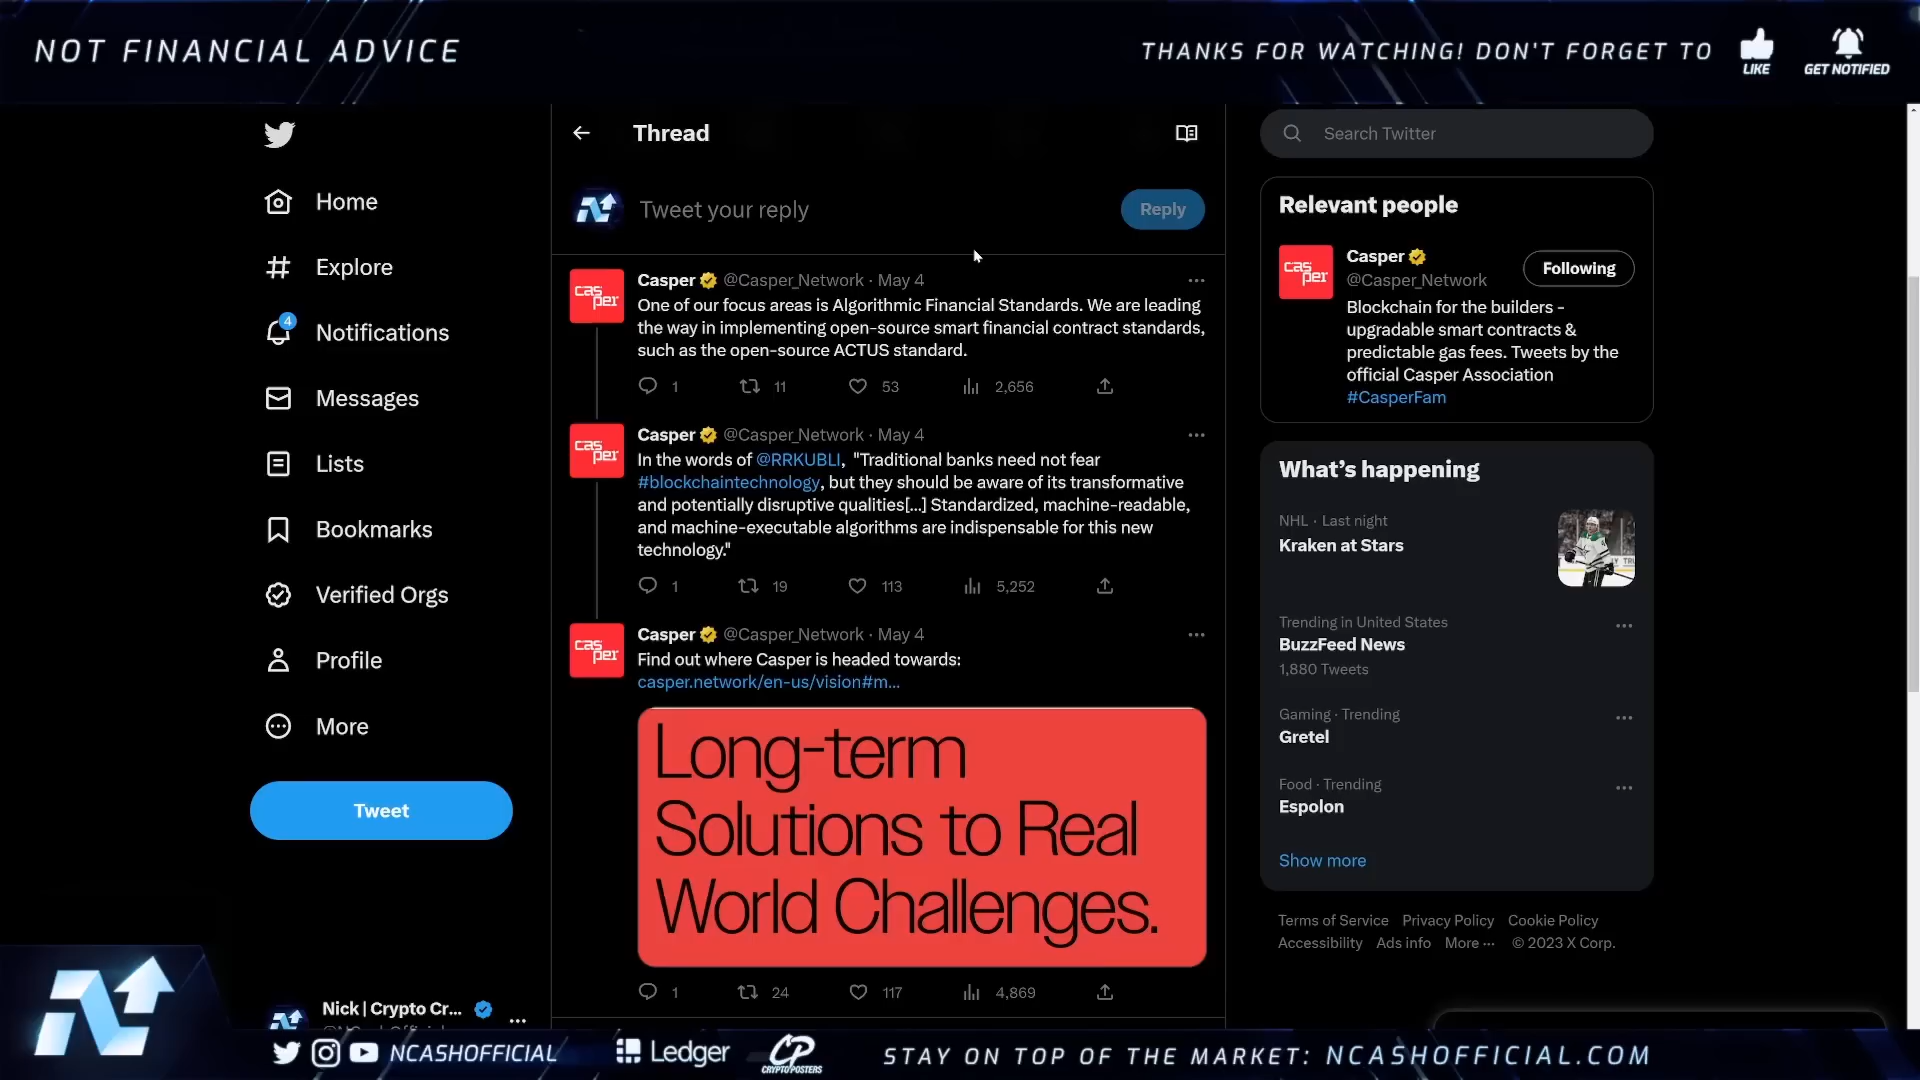 NOT FINANCIAL ADVICE
THANKS FOR WATCHING! DON'T FORGET TO
LIKE
GET NOTIFIED
Home
Explore
4
Notifications
Messages
Lists
Bookmarks
Verified Orgs
Profile
More
Tweet
Nick | Crypto Cr...
Thread
Tweet your reply
Reply
Casper @Casper_Network · May 4
One of our focus areas is Algorithmic Financial Standards. We are leading
the way in implementing open-source smart financial contract standards,
such as the open-source ACTUS standard.
1 11 53 2,656
Casper @Casper_Network · May 4
In the words of @RRKUBLI, "Traditional banks need not fear
#blockchaintechnology, but they should be aware of its transformative
and potentially disruptive qualities[...] Standardized, machine-readable,
and machine-executable algorithms are indispensable for this new
technology."
1 19 113 5,252
Casper @Casper_Network · May 4
Find out where Casper is headed towards:
casper.network/en-us/vision#m...
Long-term
Solutions to Real
World Challenges.
1 24 117 4,869
Search Twitter
Relevant people
Casper
@Casper_Network
Following
Blockchain for the builders -
upgradable smart contracts &
predictable gas fees. Tweets by the
official Casper Association
#CasperFam
What's happening
NHL · Last night
Kraken at Stars
Trending in United States
BuzzFeed News
1,880 Tweets
Gaming · Trending
Gretel
Food · Trending
Espolon
Show more
Terms of Service Privacy Policy Cookie Policy
Accessibility Ads info More ··· © 2023 X Corp.
NCASHOFFICIAL
Ledger
CP
CRYPTOPOSTERS
STAY ON TOP OF THE MARKET: NCASHOFFICIAL.COM